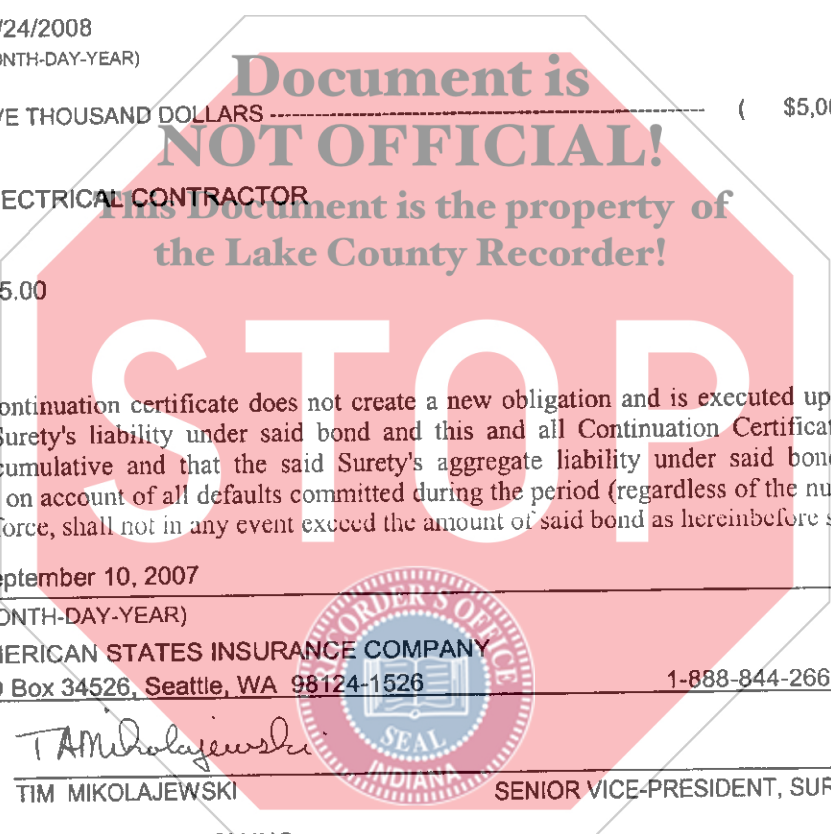 /24/2008
ONTH-DAY-YEAR)
Document is
VE THOUSAND DOLLARS ---------------------------------------- ( $5,00
NOT OFFICIAL!
ECTRICAL CONTRACTOR
This Document is the property of
the Lake County Recorder!
5.00
STOP
ontinuation certificate does not create a new obligation and is executed up
Surety's liability under said bond and this and all Continuation Certificat
cumulative and that the said Surety's aggregate liability under said bond
on account of all defaults committed during the period (regardless of the nu
force, shall not in any event exceed the amount of said bond as hereinbefore s
eptember 10, 2007
ONTH-DAY-YEAR)
RECORDER'S OFFICE
MERICAN STATES INSURANCE COMPANY
O Box 34526, Seattle, WA 98124-1526 1-888-844-266
SEAL
INDIANA
TAMikolajewski
TIM MIKOLAJEWSKI SENIOR VICE-PRESIDENT, SUR